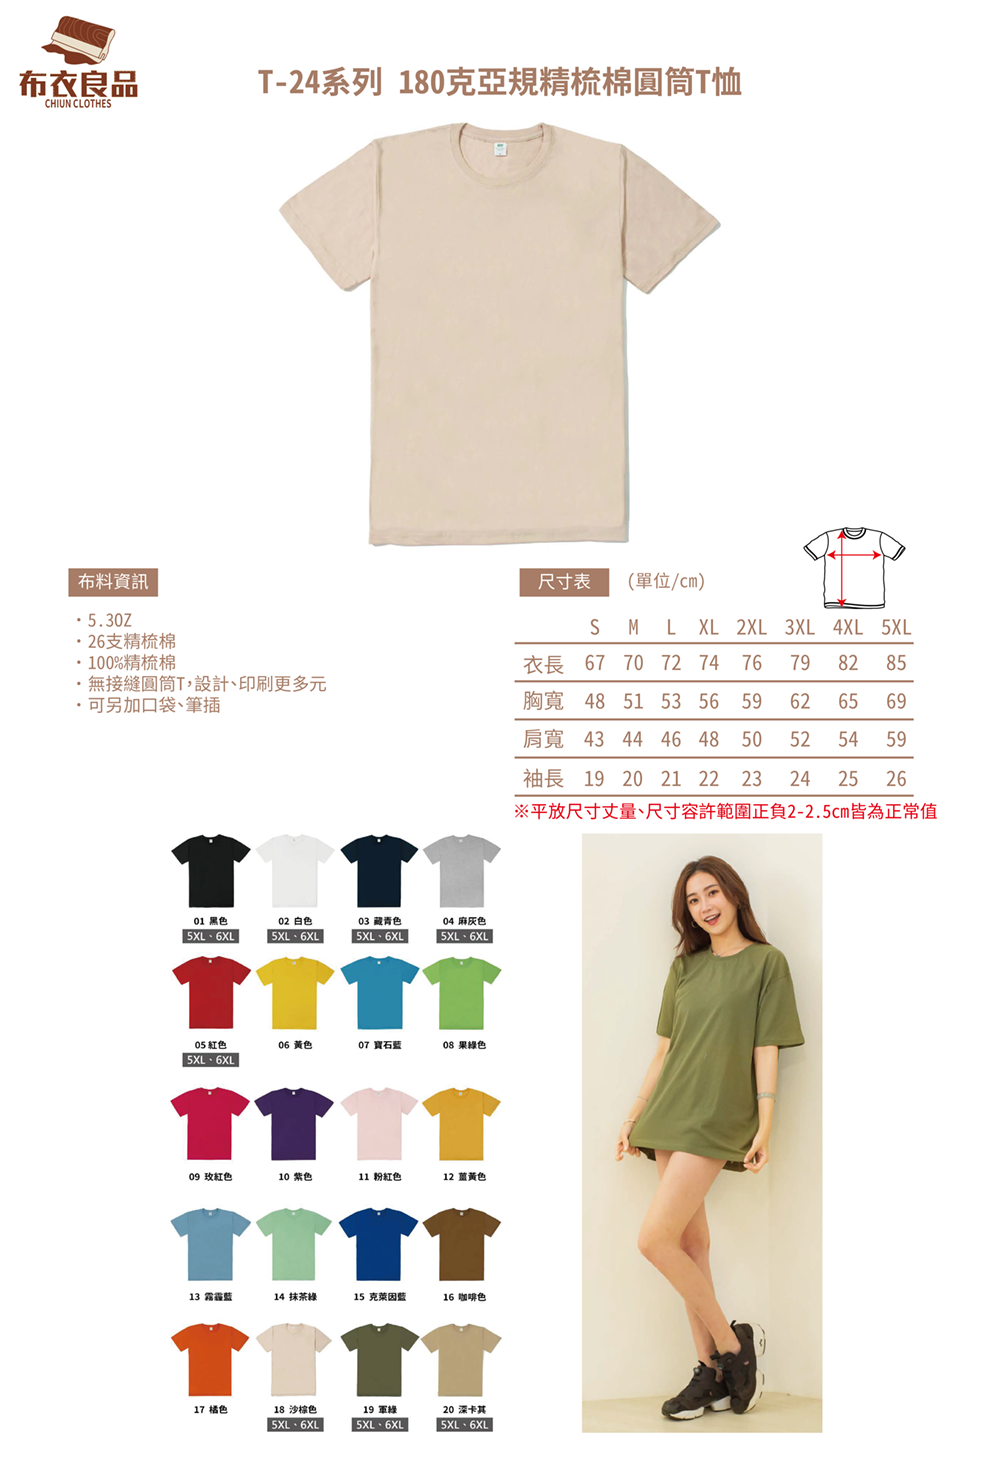 布衣良品
CHIUN CLOTHES
T-24系列 180克亞規精梳棉圓筒T恤
布料資訊
・5.3OZ
・26支精梳棉
・100%精梳棉
・無接縫圓筒T，設計、印刷更多元
・可另加口袋、筆插
尺寸表 (單位/cm)
S M L XL 2XL 3XL 4XL 5XL
衣長 67 70 72 74 76 79 82 85
胸寬 48 51 53 56 59 62 65 69
肩寬 43 44 46 48 50 52 54 59
袖長 19 20 21 22 23 24 25 26
※平放尺寸丈量、尺寸容許範圍正負2-2.5cm皆為正常值
01 黑色 02 白色 03 藏青色 04 麻灰色
5XL、6XL 5XL、6XL 5XL、6XL 5XL、6XL
05 紅色 06 黃色 07 寶石藍 08 果綠色
5XL、6XL
09 玫紅色 10 紫色 11 粉紅色 12 薑黃色
13 霧霾藍 14 抹茶綠 15 克萊因藍 16 咖啡色
17 橘色 18 沙棕色 19 軍綠 20 深卡其
5XL、6XL 5XL、6XL 5XL、6XL